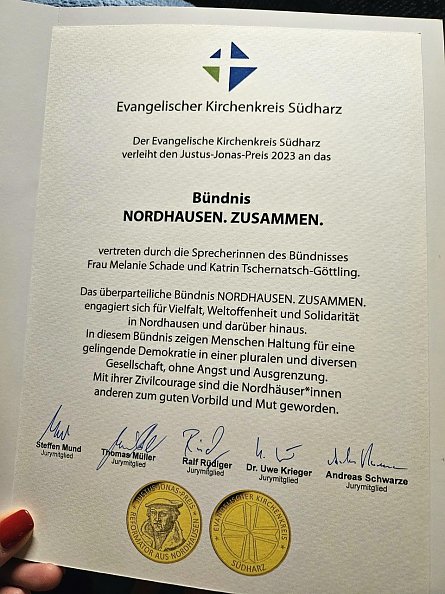 Evangelischer Kirchenkreis Südharz
Der Evangelische Kirchenkreis Südharz
verleiht den Justus-Jonas-Preis 2023 an das
Bündnis
NORDHAUSEN. ZUSAMMEN.
vertreten durch die Sprecherinnen des Bündnisses
Frau Melanie Schade und Katrin Tschernatsch-Göttling.
Das überparteiliche Bündnis NORDHAUSEN. ZUSAMMEN.
engagiert sich für Vielfalt, Weltoffenheit und Solidarität
in Nordhausen und darüber hinaus.
In diesem Bündnis zeigen Menschen Haltung für eine
gelingende Demokratie in einer pluralen und diversen
Gesellschaft, ohne Angst und Ausgrenzung.
Mit ihrer Zivilcourage sind die Nordhäuser*innen
anderen zum guten Vorbild und Mut geworden.
Steffen Mund
Jurymitglied
Thomas Müller
Jurymitglied
Ralf Rüdiger
Jurymitglied
Dr. Uwe Krieger
Jurymitglied
Andreas Schwarze
Jurymitglied
JUSTUS-JONAS-PREIS
REFORMATOR AUS NORDHAUSEN
EVANGELISCHER KIRCHENKREIS
SÜDHARZ